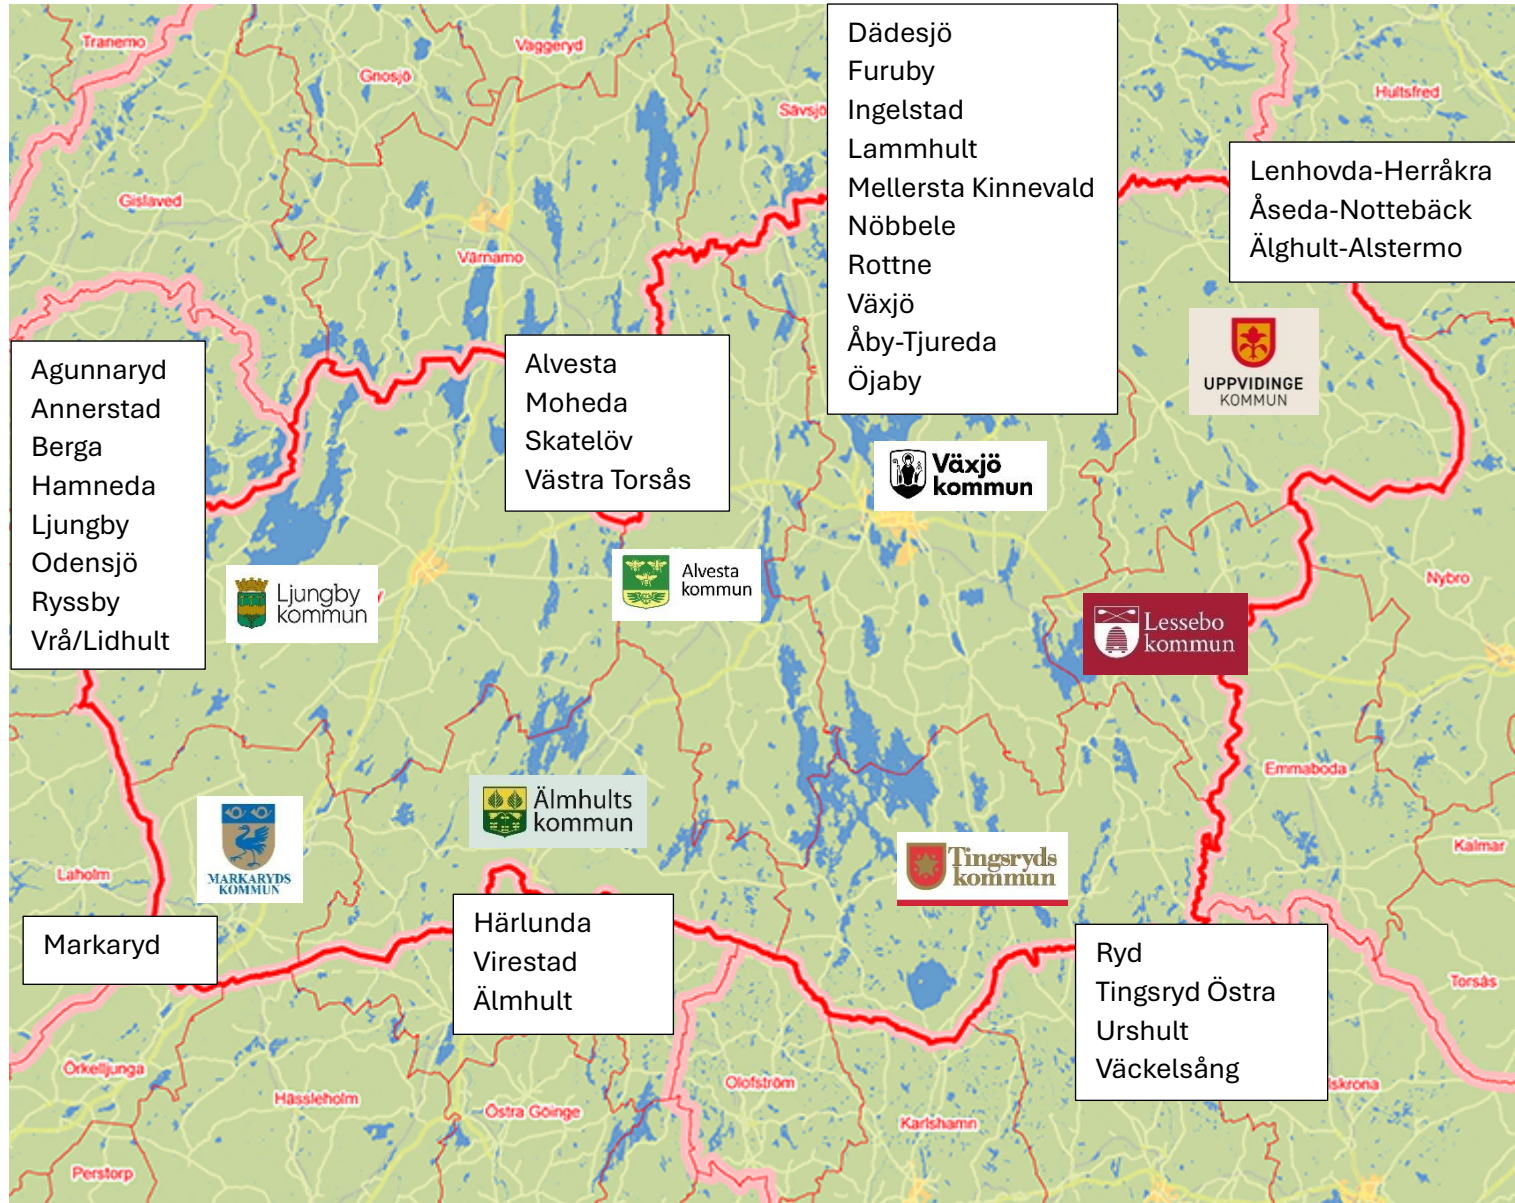 Tranemo
Vaggeryd
Gnosjö
Sävsjö
Hultsfred
Gislaved
Värnamo
Dädesjö
Furuby
Ingelstad
Lammhult
Mellersta Kinnevald
Nöbbele
Rottne
Växjö
Åby-Tjureda
Öjaby
Lenhovda-Herråkra
Åseda-Nottebäck
Älghult-Alstermo
UPPVIDINGE
KOMMUN
Agunnaryd
Annerstad
Berga
Hamneda
Ljungby
Odensjö
Ryssby
Vrå/Lidhult
Alvesta
Moheda
Skatelöv
Västra Torsås
Växjö
kommun
Ljungby
kommun
y
Alvesta
kommun
Nybro
Lessebo
kommun
Emmaboda
Älmhults
kommun
MARKARYDS
KOMMUN
Tingsryds
kommun
Kalmar
Laholm
Markaryd
Härlunda
Virestad
Älmhult
Ryd
Tingsryd Östra
Urshult
Väckelsång
Torsås
Örkelljunga
Hässleholm
Östra Göinge
Olofström
Karlshamn
lskrona
Perstorp